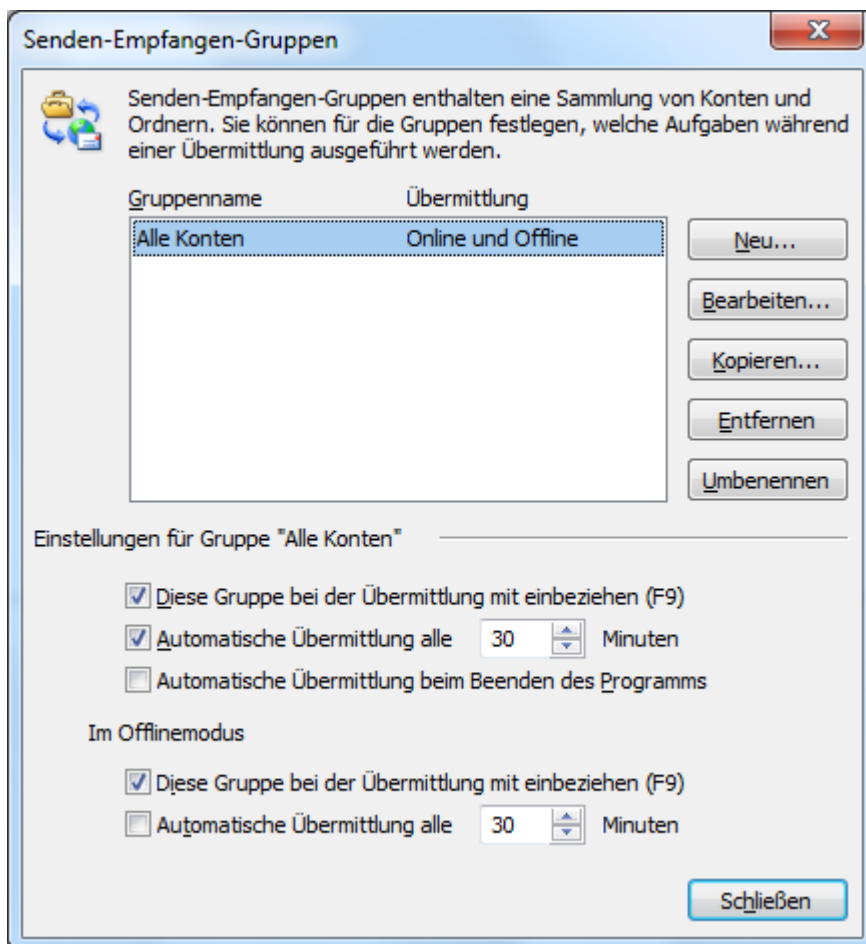 Senden-Empfangen-Gruppen
Senden-Empfangen-Gruppen enthalten eine Sammlung von Konten und
Ordnern. Sie können für die Gruppen festlegen, welche Aufgaben während
einer Übermittlung ausgeführt werden.
Gruppenname Übermittlung
Alle Konten Online und Offline
Neu...
Bearbeiten...
Kopieren...
Entfernen
Umbenennen
Einstellungen für Gruppe "Alle Konten"
Diese Gruppe bei der Übermittlung mit einbeziehen (F9)
Automatische Übermittlung alle 30 Minuten
Automatische Übermittlung beim Beenden des Programms
Im Offlinemodus
Diese Gruppe bei der Übermittlung mit einbeziehen (F9)
Automatische Übermittlung alle 30 Minuten
Schließen